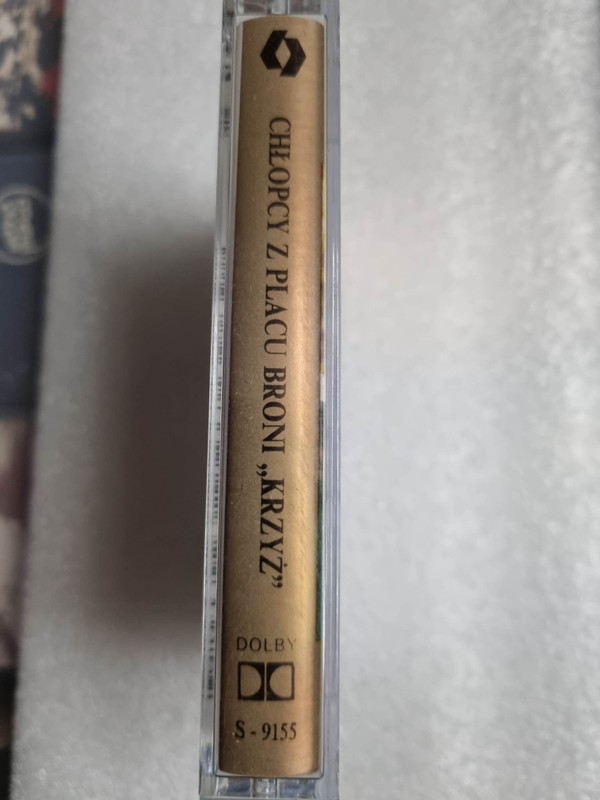 CHŁOPCY Z PLACU BRONI „KRZYŻ”
DOLBY
S - 9155